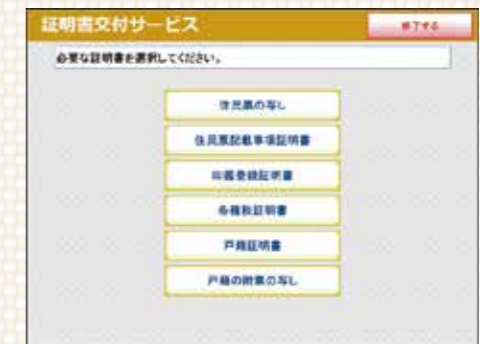 証明書交付サービス
終了する
必要な証明書を選択してください。
住民票の写し
住民票記載事項証明書
印鑑登録証明書
各種税証明書
戸籍証明書
戸籍の附票の写し